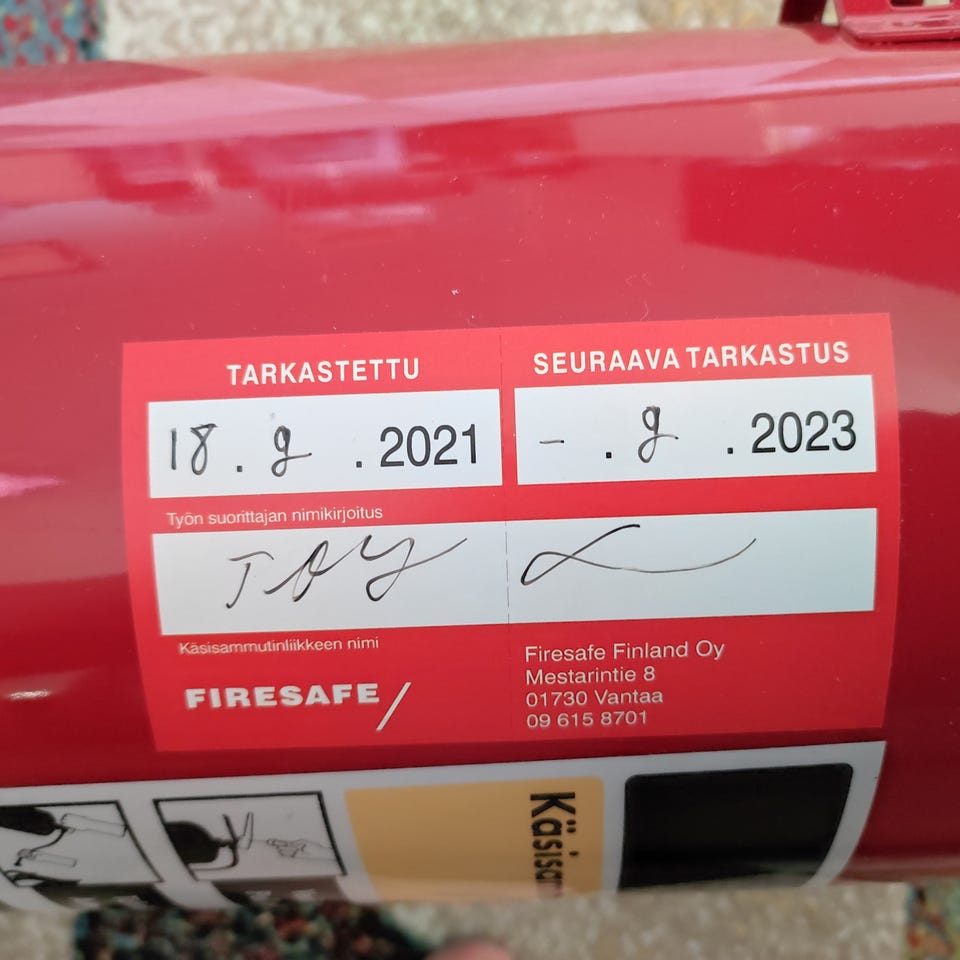 TARKASTETTU
18 . 9 . 2021
SEURAAVA TARKASTUS
- . 9 . 2023
Työn suorittajan nimikirjoitus
Käsisammutinliikkeen nimi
FIRESAFE/
Firesafe Finland Oy
Mestarintie 8
01730 Vantaa
09 615 8701